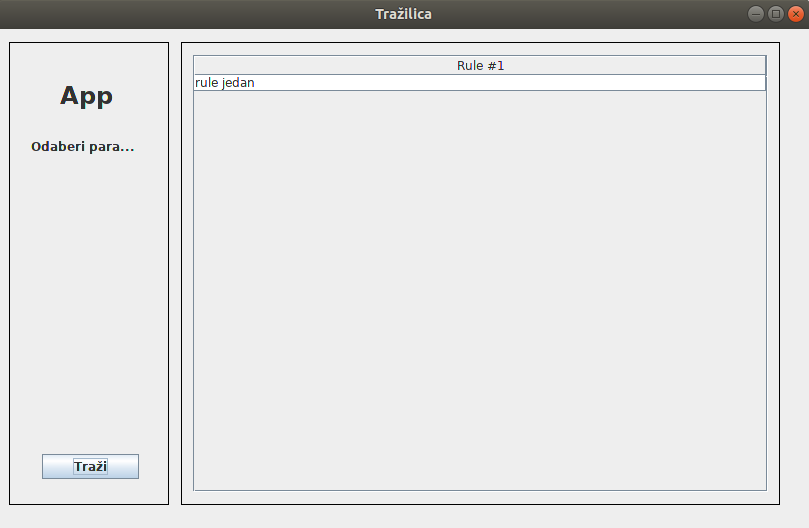 Tražilica
App
Odaberi para...
Traži
Rule #1
rule jedan